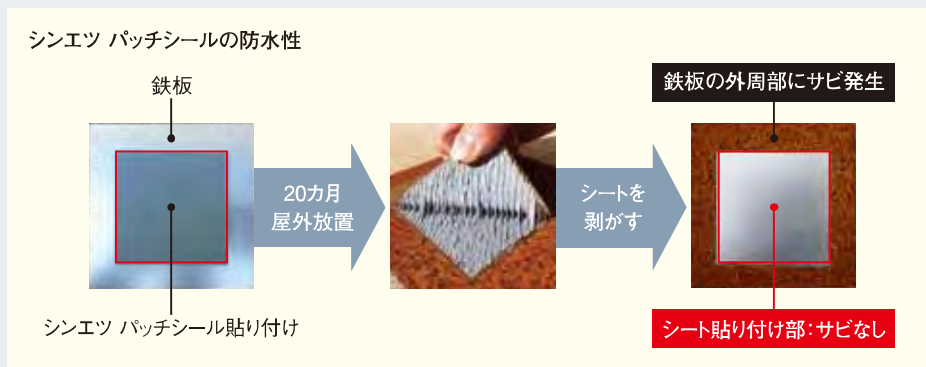 シンエツ パッチシールの防水性
鉄板
鉄板の外周部にサビ発生
20カ月
屋外放置
シートを
剥がす
シンエツ パッチシール貼り付け
シート貼り付け部：サビなし